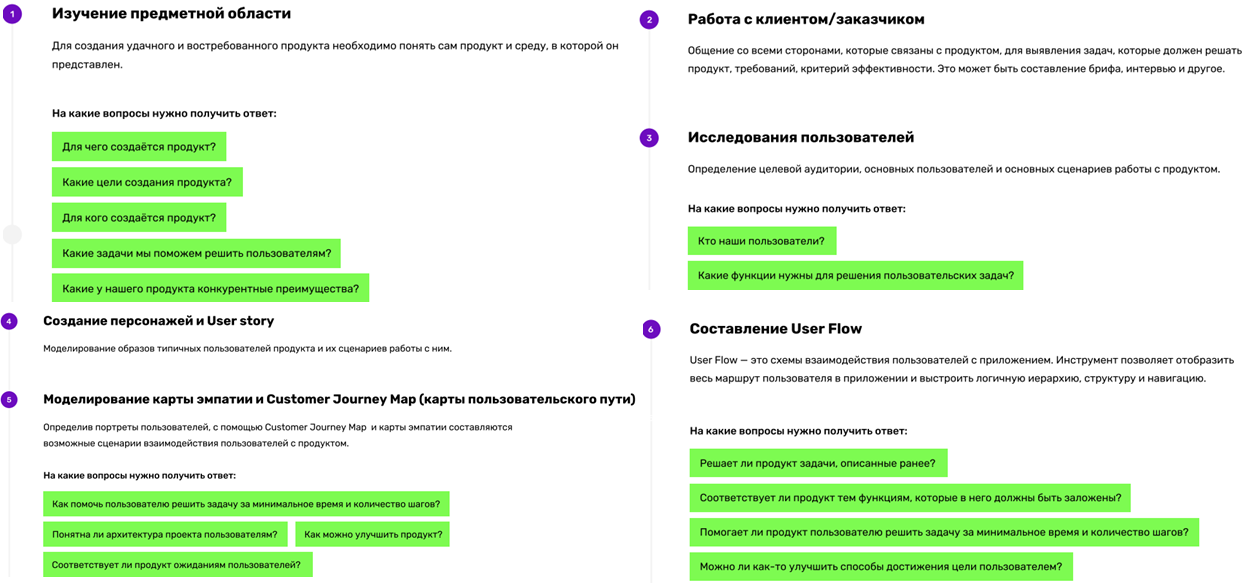 1
Изучение предметной области
Для создания удачного и востребованного продукта необходимо понять сам продукт и среду, в которой он
представлен.
На какие вопросы нужно получить ответ:
Для чего создаётся продукт?
Какие цели создания продукта?
Для кого создаётся продукт?
Какие задачи мы поможем решить пользователям?
Какие у нашего продукта конкурентные преимущества?
2
Работа с клиентом/заказчиком
Общение со всеми сторонами, которые связаны с продуктом, для выявления задач, которые должен решать
продукт, требований, критерий эффективности. Это может быть составление брифа, интервью и другое.
3
Исследования пользователей
Определение целевой аудитории, основных пользователей и основных сценариев работы с продуктом.
На какие вопросы нужно получить ответ:
Кто наши пользователи?
Какие функции нужны для решения пользовательских задач?
4
Создание персонажей и User story
Моделирование образов типичных пользователей продукта и их сценариев работы с ним.
5
Моделирование карты эмпатии и Customer Journey Map (карты пользовательского пути)
Определив портреты пользователей, с помощью Customer Journey Map и карты эмпатии составляются
возможные сценарии взаимодействия пользователей с продуктом.
На какие вопросы нужно получить ответ:
Как помочь пользователю решить задачу за минимальное время и количество шагов?
Понятна ли архитектура проекта пользователям?
Как можно улучшить продукт?
Соответствует ли продукт ожиданиям пользователей?
6
Составление User Flow
User Flow — это схемы взаимодействия пользователей с приложением. Инструмент позволяет отобразить
весь маршрут пользователя в приложении и выстроить логичную иерархию, структуру и навигацию.
На какие вопросы нужно получить ответ:
Решает ли продукт задачи, описанные ранее?
Соответствует ли продукт тем функциям, которые в него должны быть заложены?
Помогает ли продукт пользователю решить задачу за минимальное время и количество шагов?
Можно ли как-то улучшить способы достижения цели пользователем?